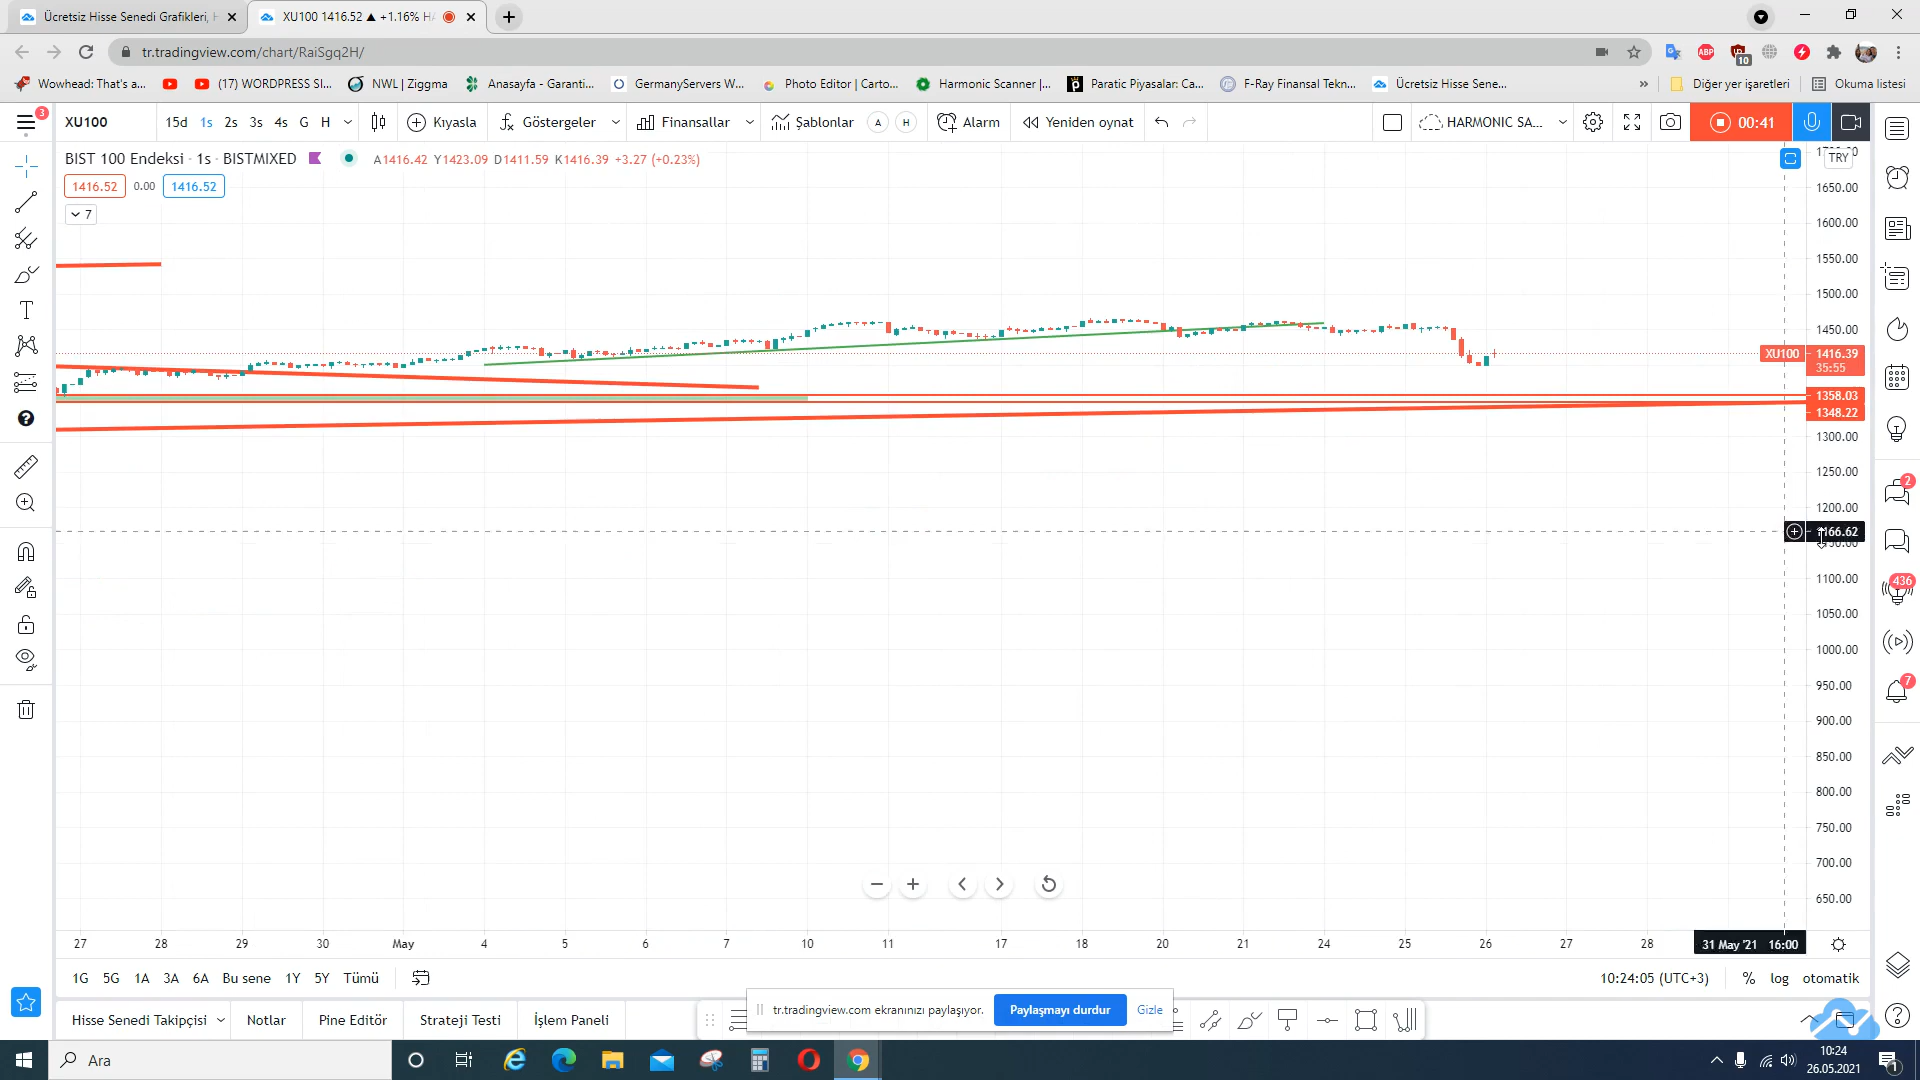 Ücretsiz Hisse Senedi Grafikleri, H
XU100 1416.52 ▲ +1.16% HA
tr.tradingview.com/chart/RaiSgq2H/
10
Wowhead: That's a...
(17) WORDPRESS Sİ...
NWL | Ziggma
Anasayfa - Garanti...
GermanyServers W...
Photo Editor | Carto...
Harmonic Scanner |...
Paratic Piyasalar: Ca...
F-Ray Finansal Tekn...
Ücretsiz Hisse Sene...
»
Diğer yer işaretleri
Okuma listesi
3
XU100
15d 1s 2s 3s 4s G H
Kıyasla
Göstergeler
Finansallar
Şablonlar
A
H
Alarm
Yeniden oynat
HARMONIC SA...
00:41
BIST 100 Endeksi · 1s · BISTMIXED
A1416.42 Y1423.09 D1411.59 K1416.39 +3.27 (+0.23%)
TRY
1416.52 0.00 1416.52
7
1650.00
1600.00
1550.00
1500.00
1450.00
XU100 1416.39
35:55
1358.03
1348.22
1300.00
1250.00
1200.00
1166.62
1100.00
1050.00
1000.00
950.00
900.00
850.00
800.00
750.00
700.00
650.00
2
436
7
27 28 29 30 May 4 5 6 7 10 11 17 18 20 21 24 25 26 27 28
31 May '21 16:00
1G 5G 1A 3A 6A Bu sene 1Y 5Y Tümü
10:24:05 (UTC+3)
% log otomatik
Hisse Senedi Takipçisi
Notlar
Pine Editör
Strateji Testi
İşlem Paneli
tr.tradingview.com ekranınızı paylaşıyor.
Paylaşmayı durdur
Gizle
Ara
10:24
26.05.2021
1